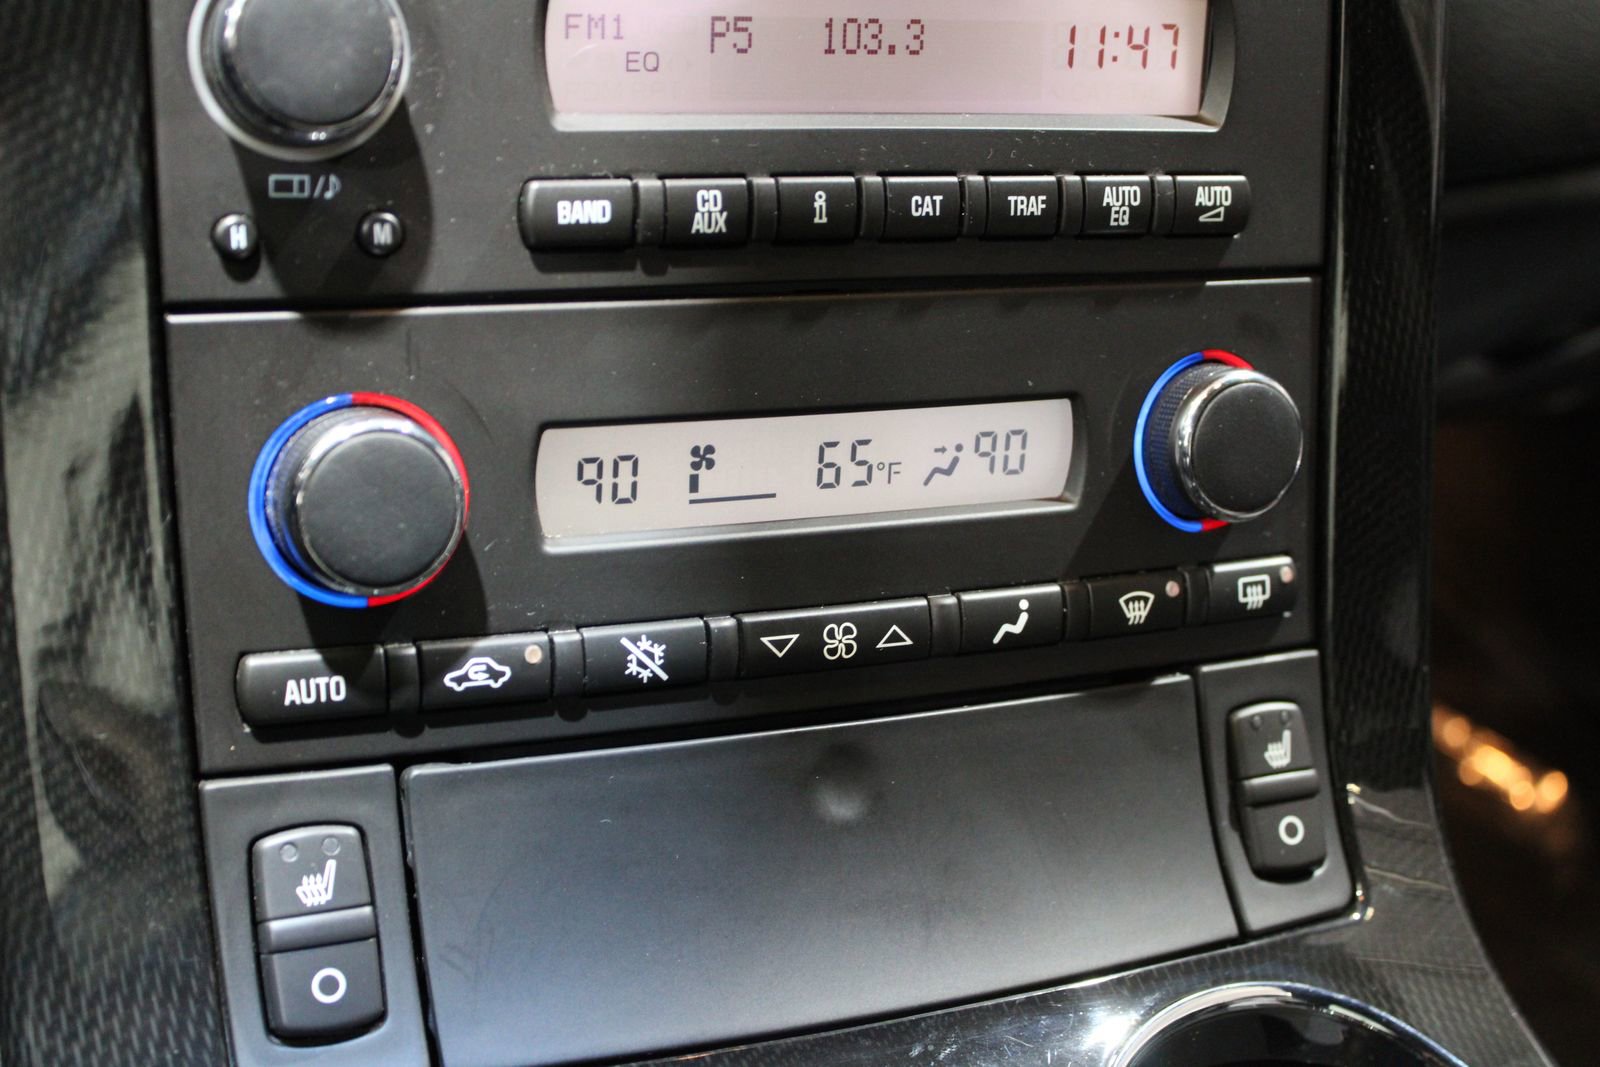 FM1 P5 103.3 11:47
EQ
H M
BAND CD AUX i CAT TRAF AUTO EQ AUTO
90 65°F 90
AUTO